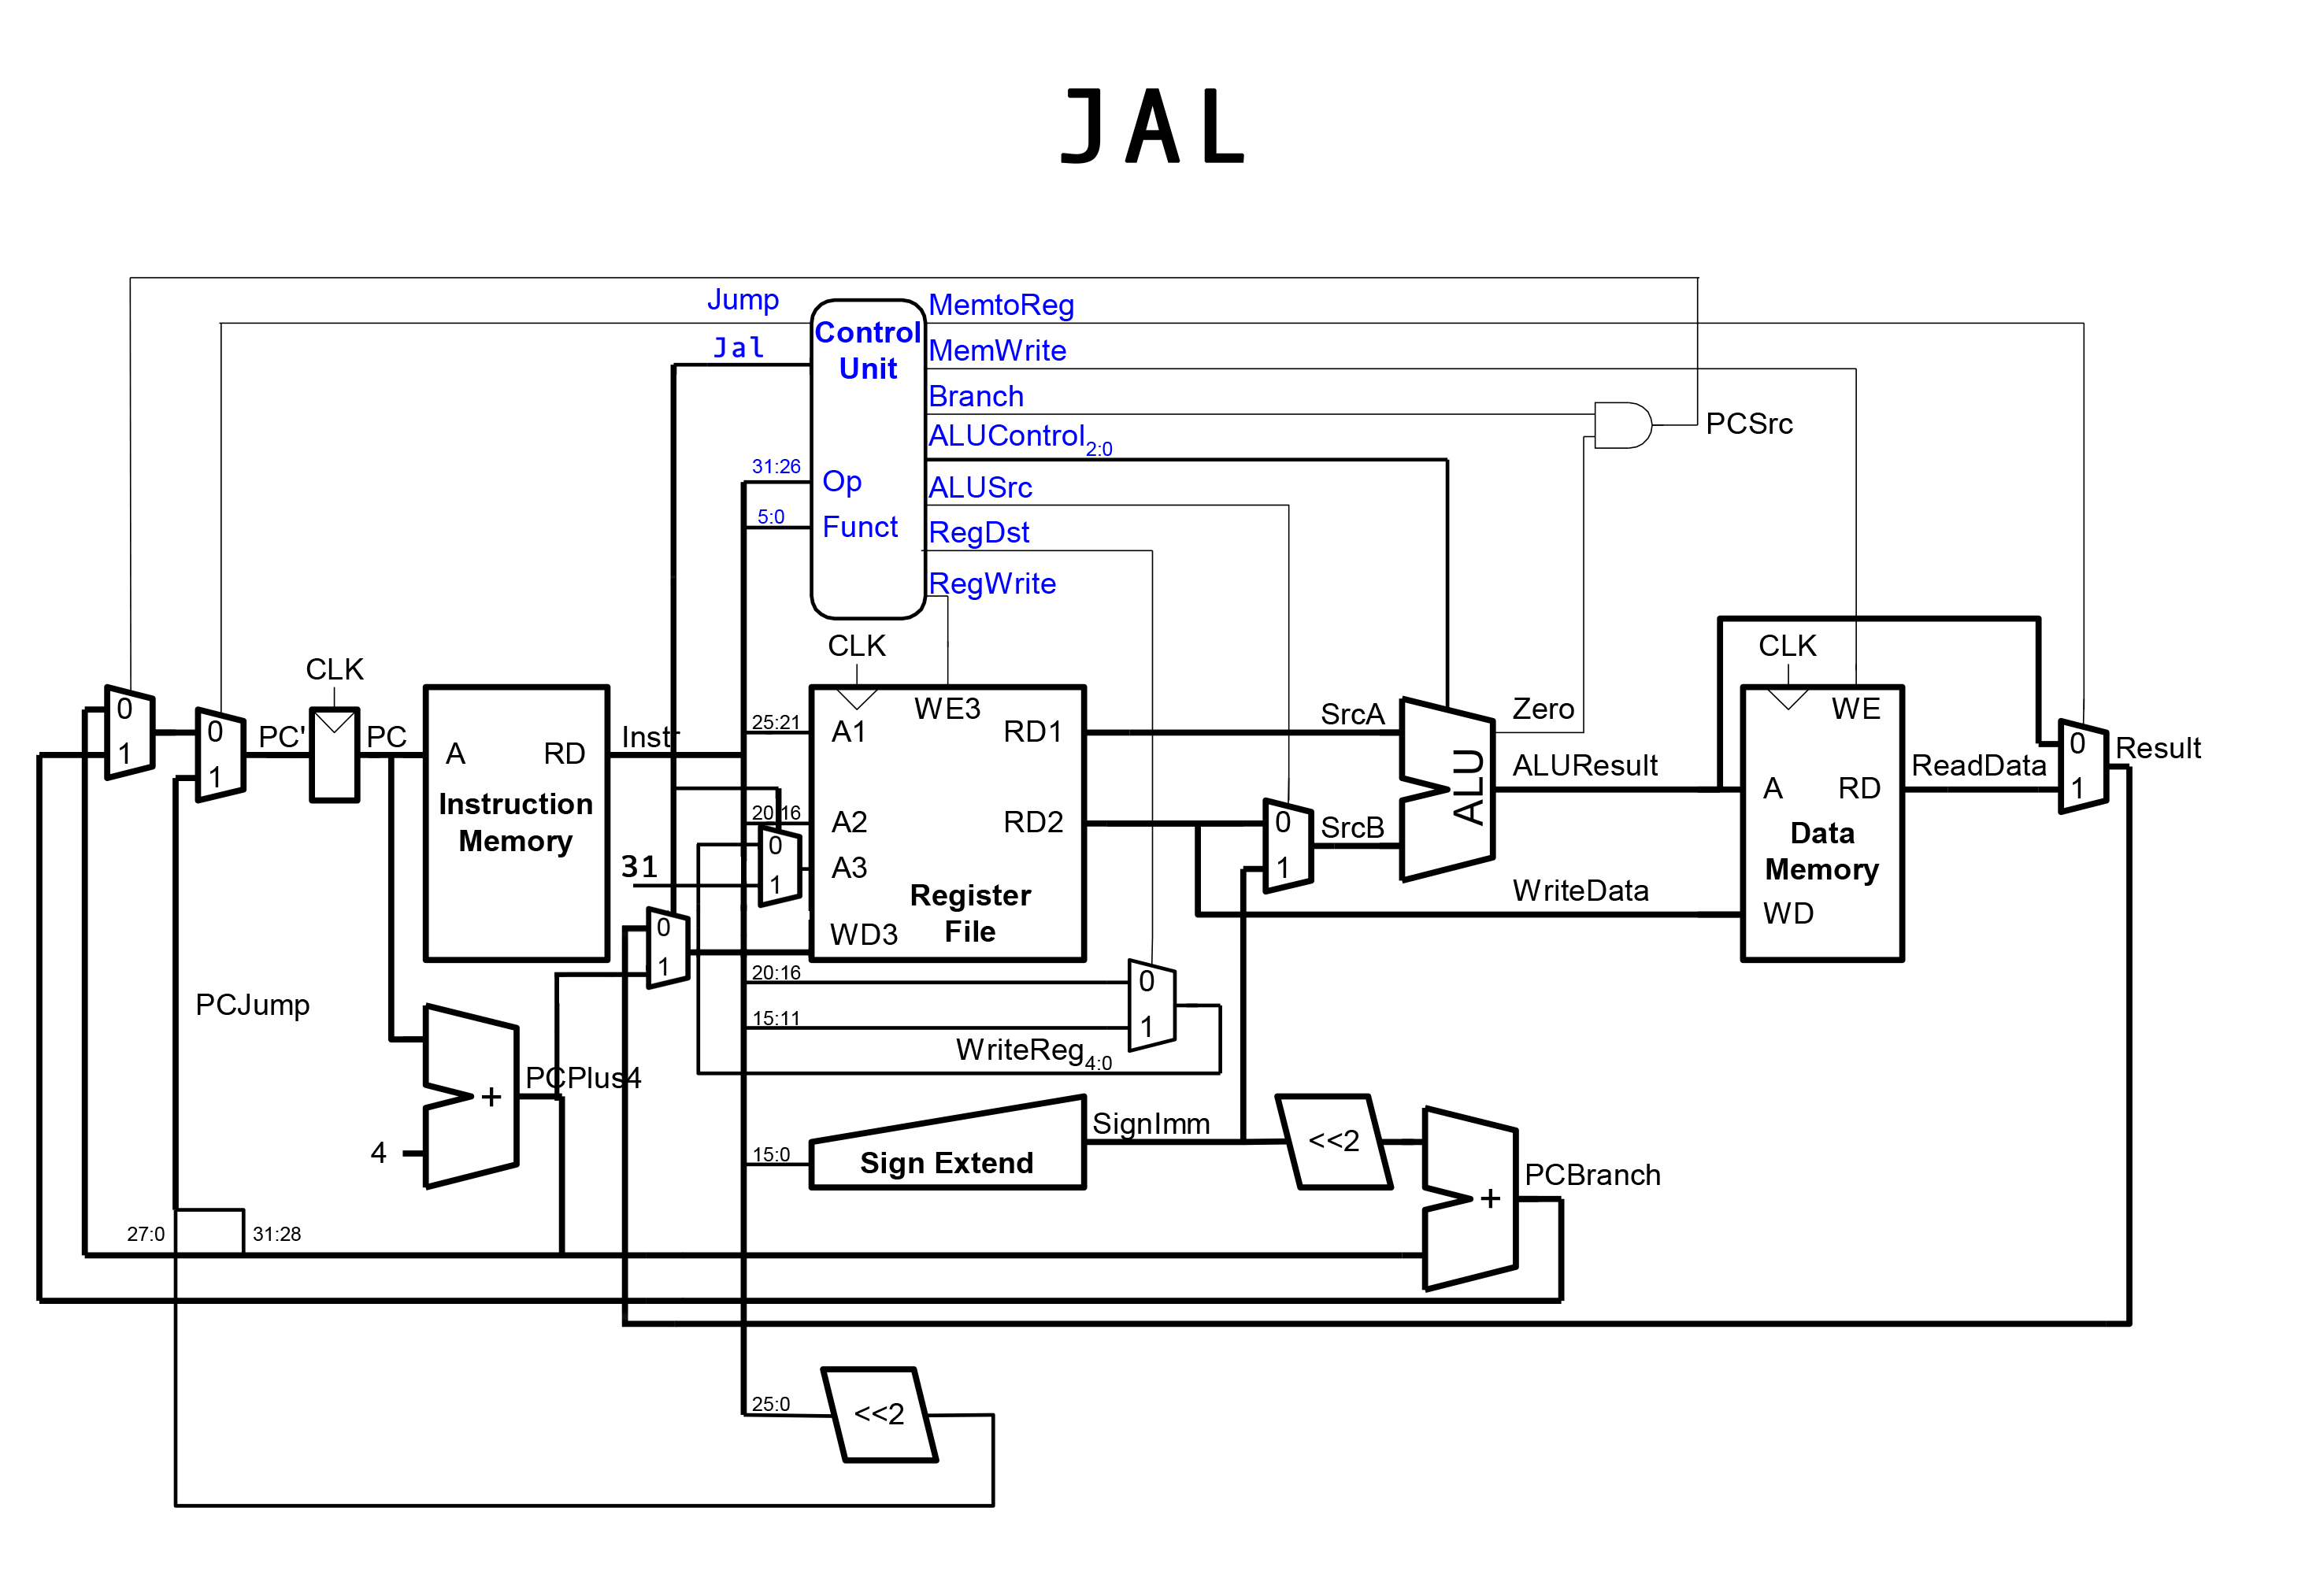 JAL
Jump
MemtoReg
Control
Unit
Jal
MemWrite
Branch
PCSrc
ALUControl2:0
31:26
Op
ALUSrc
5:0
Funct
RegDst
RegWrite
CLK
CLK
CLK
0
1
0
1
PC'
PC
A
RD
Instruction
Memory
Instr
25:21
A1
WE3
RD1
20:16
A2
RD2
0
1
31
A3
Register
File
WD3
0
1
SrcA
0
1
SrcB
ALU
Zero
ALUResult
WriteData
WE
A
RD
Data
Memory
WD
ReadData
0
1
Result
20:16
0
15:11
1
WriteReg4:0
PCJump
PCPlus4
+
4
SignImm
15:0
Sign Extend
<<2
+
PCBranch
27:0
31:28
25:0
<<2